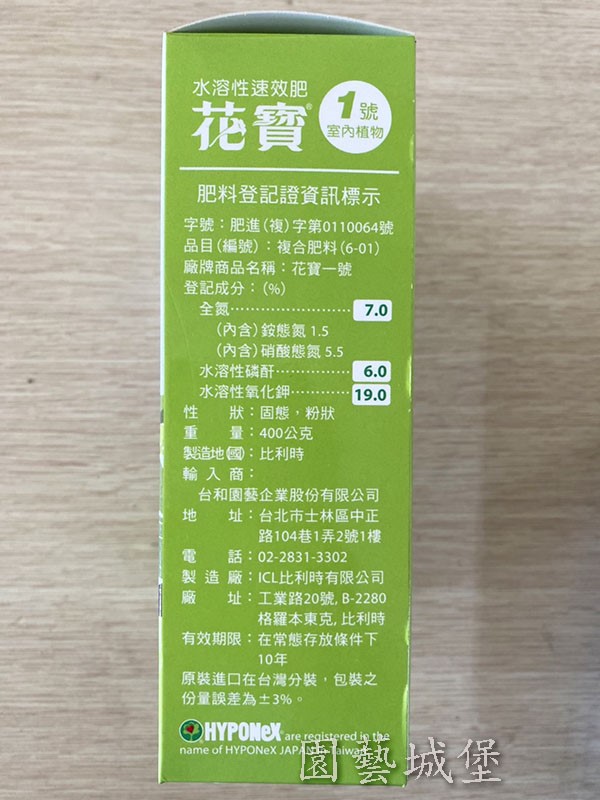 水溶性速效肥
花寶®
1號
室內植物
肥料登記證資訊標示
字號：肥進(複)字第0110064號
品目(編號)：複合肥料(6-01)
廠牌商品名稱：花寶一號
登記成分：(%)
全氮⋯⋯⋯⋯⋯⋯⋯⋯ 7.0
(內含)銨態氮 1.5
(內含)硝酸態氮 5.5
水溶性磷酐⋯⋯⋯⋯⋯ 6.0
水溶性氧化鉀⋯⋯⋯⋯ 19.0
性　　狀：固態，粉狀
重　　量：400公克
製造地(國)：比利時
輸 入 商：
台和園藝企業股份有限公司
地　　址：台北市士林區中正
路104巷1弄2號1樓
電　　話：02-2831-3302
製 造 廠：ICL比利時有限公司
廠　　址：工業路20號, B-2280
格羅本東克, 比利時
有效期限：在常態存放條件下
10年
原裝進口在台灣分裝，包裝之
份量誤差為±3%。
HYPONeX are registered in the
name of HYPONeX JAPAN in Taiwan.
園藝城堡